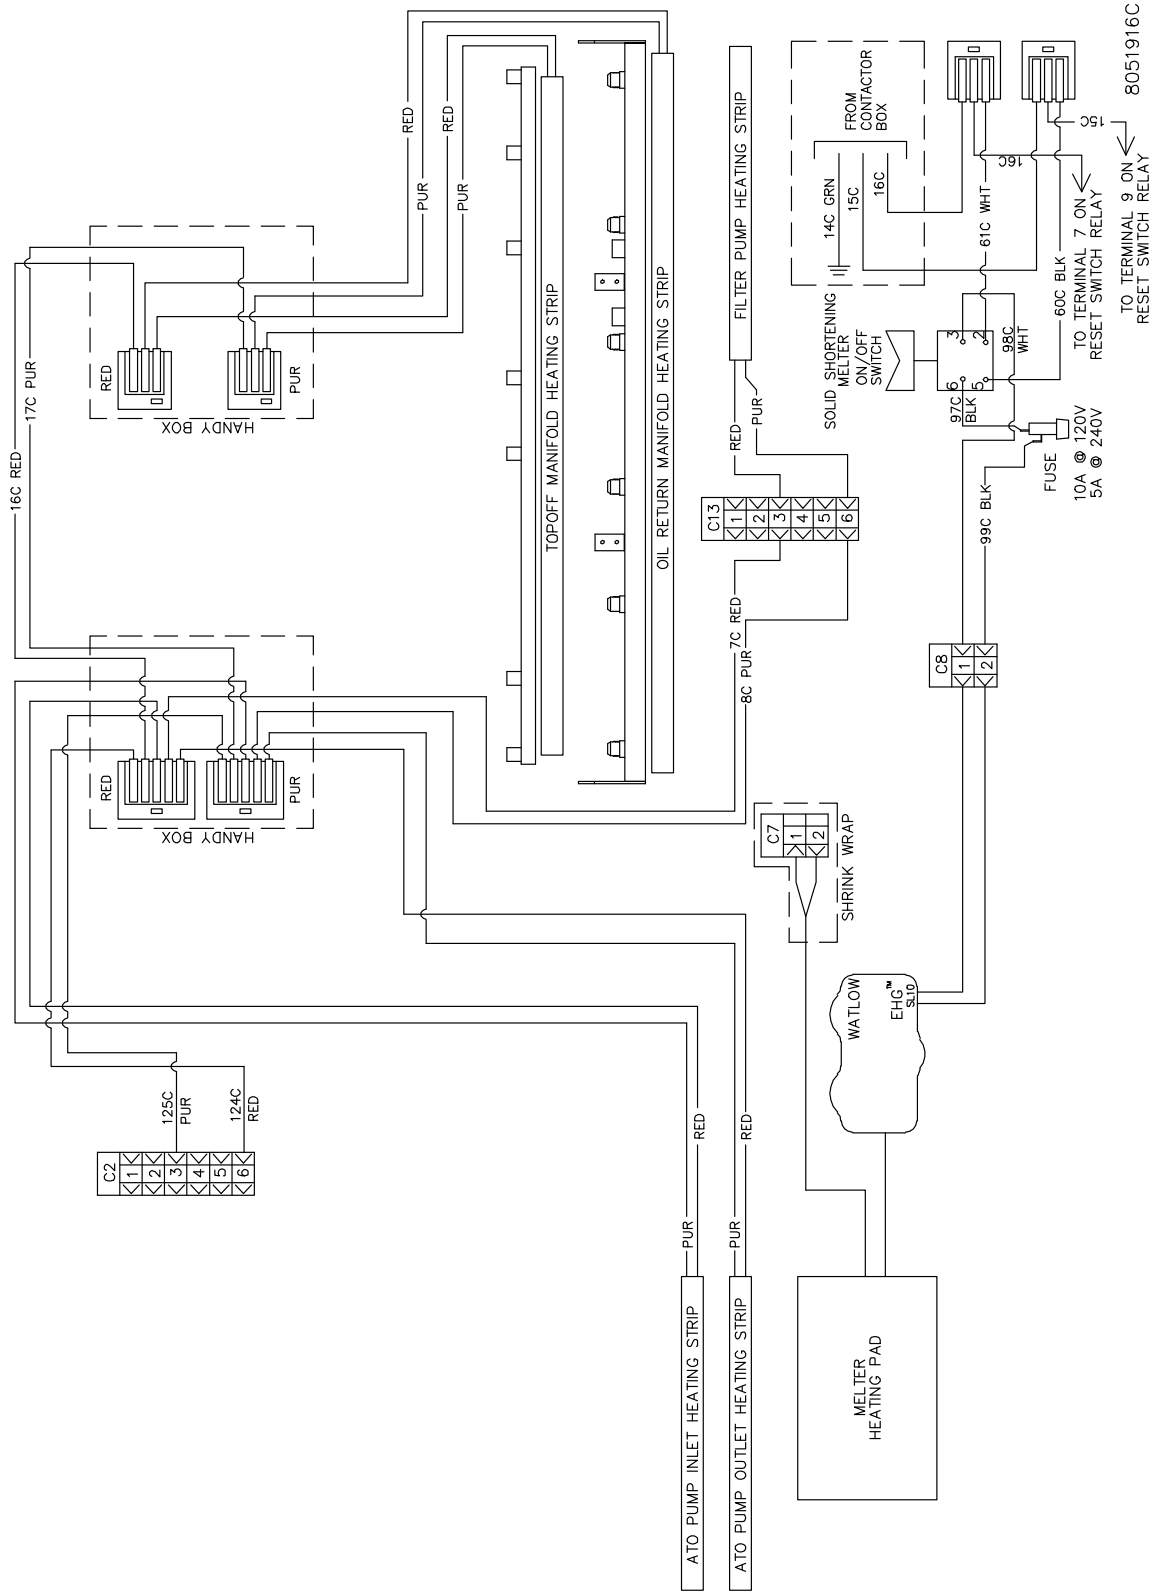 8051916C
16C RED
17C PUR
RED
PUR
HANDY BOX
RED
PUR
RED
PUR
RED
PUR
HANDY BOX
TOPOFF MANIFOLD HEATING STRIP
OIL RETURN MANIFOLD HEATING STRIP
FILTER PUMP HEATING STRIP
RED
PUR
C13
1
2
3
4
5
6
7C RED
8C PUR
FROM
CONTACTOR
BOX
14C GRN
15C
16C
SOLID SHORTENING
MELTER
ON/OFF
SWITCH
3
2
6
5
98C
WHT
97C
BLK
61C WHT
60C BLK
16C
15C
TO TERMINAL 7 ON
RESET SWITCH RELAY
TO TERMINAL 9 ON
RESET SWITCH RELAY
FUSE
10A @ 120V
5A @ 240V
99C BLK
C8
1
2
C7
1
2
SHRINK WRAP
WATLOW
EHG™
SL10
C2
1
2
3
4
5
6
125C
PUR
124C
RED
PUR
RED
PUR
RED
ATO PUMP INLET HEATING STRIP
ATO PUMP OUTLET HEATING STRIP
MELTER
HEATING PAD